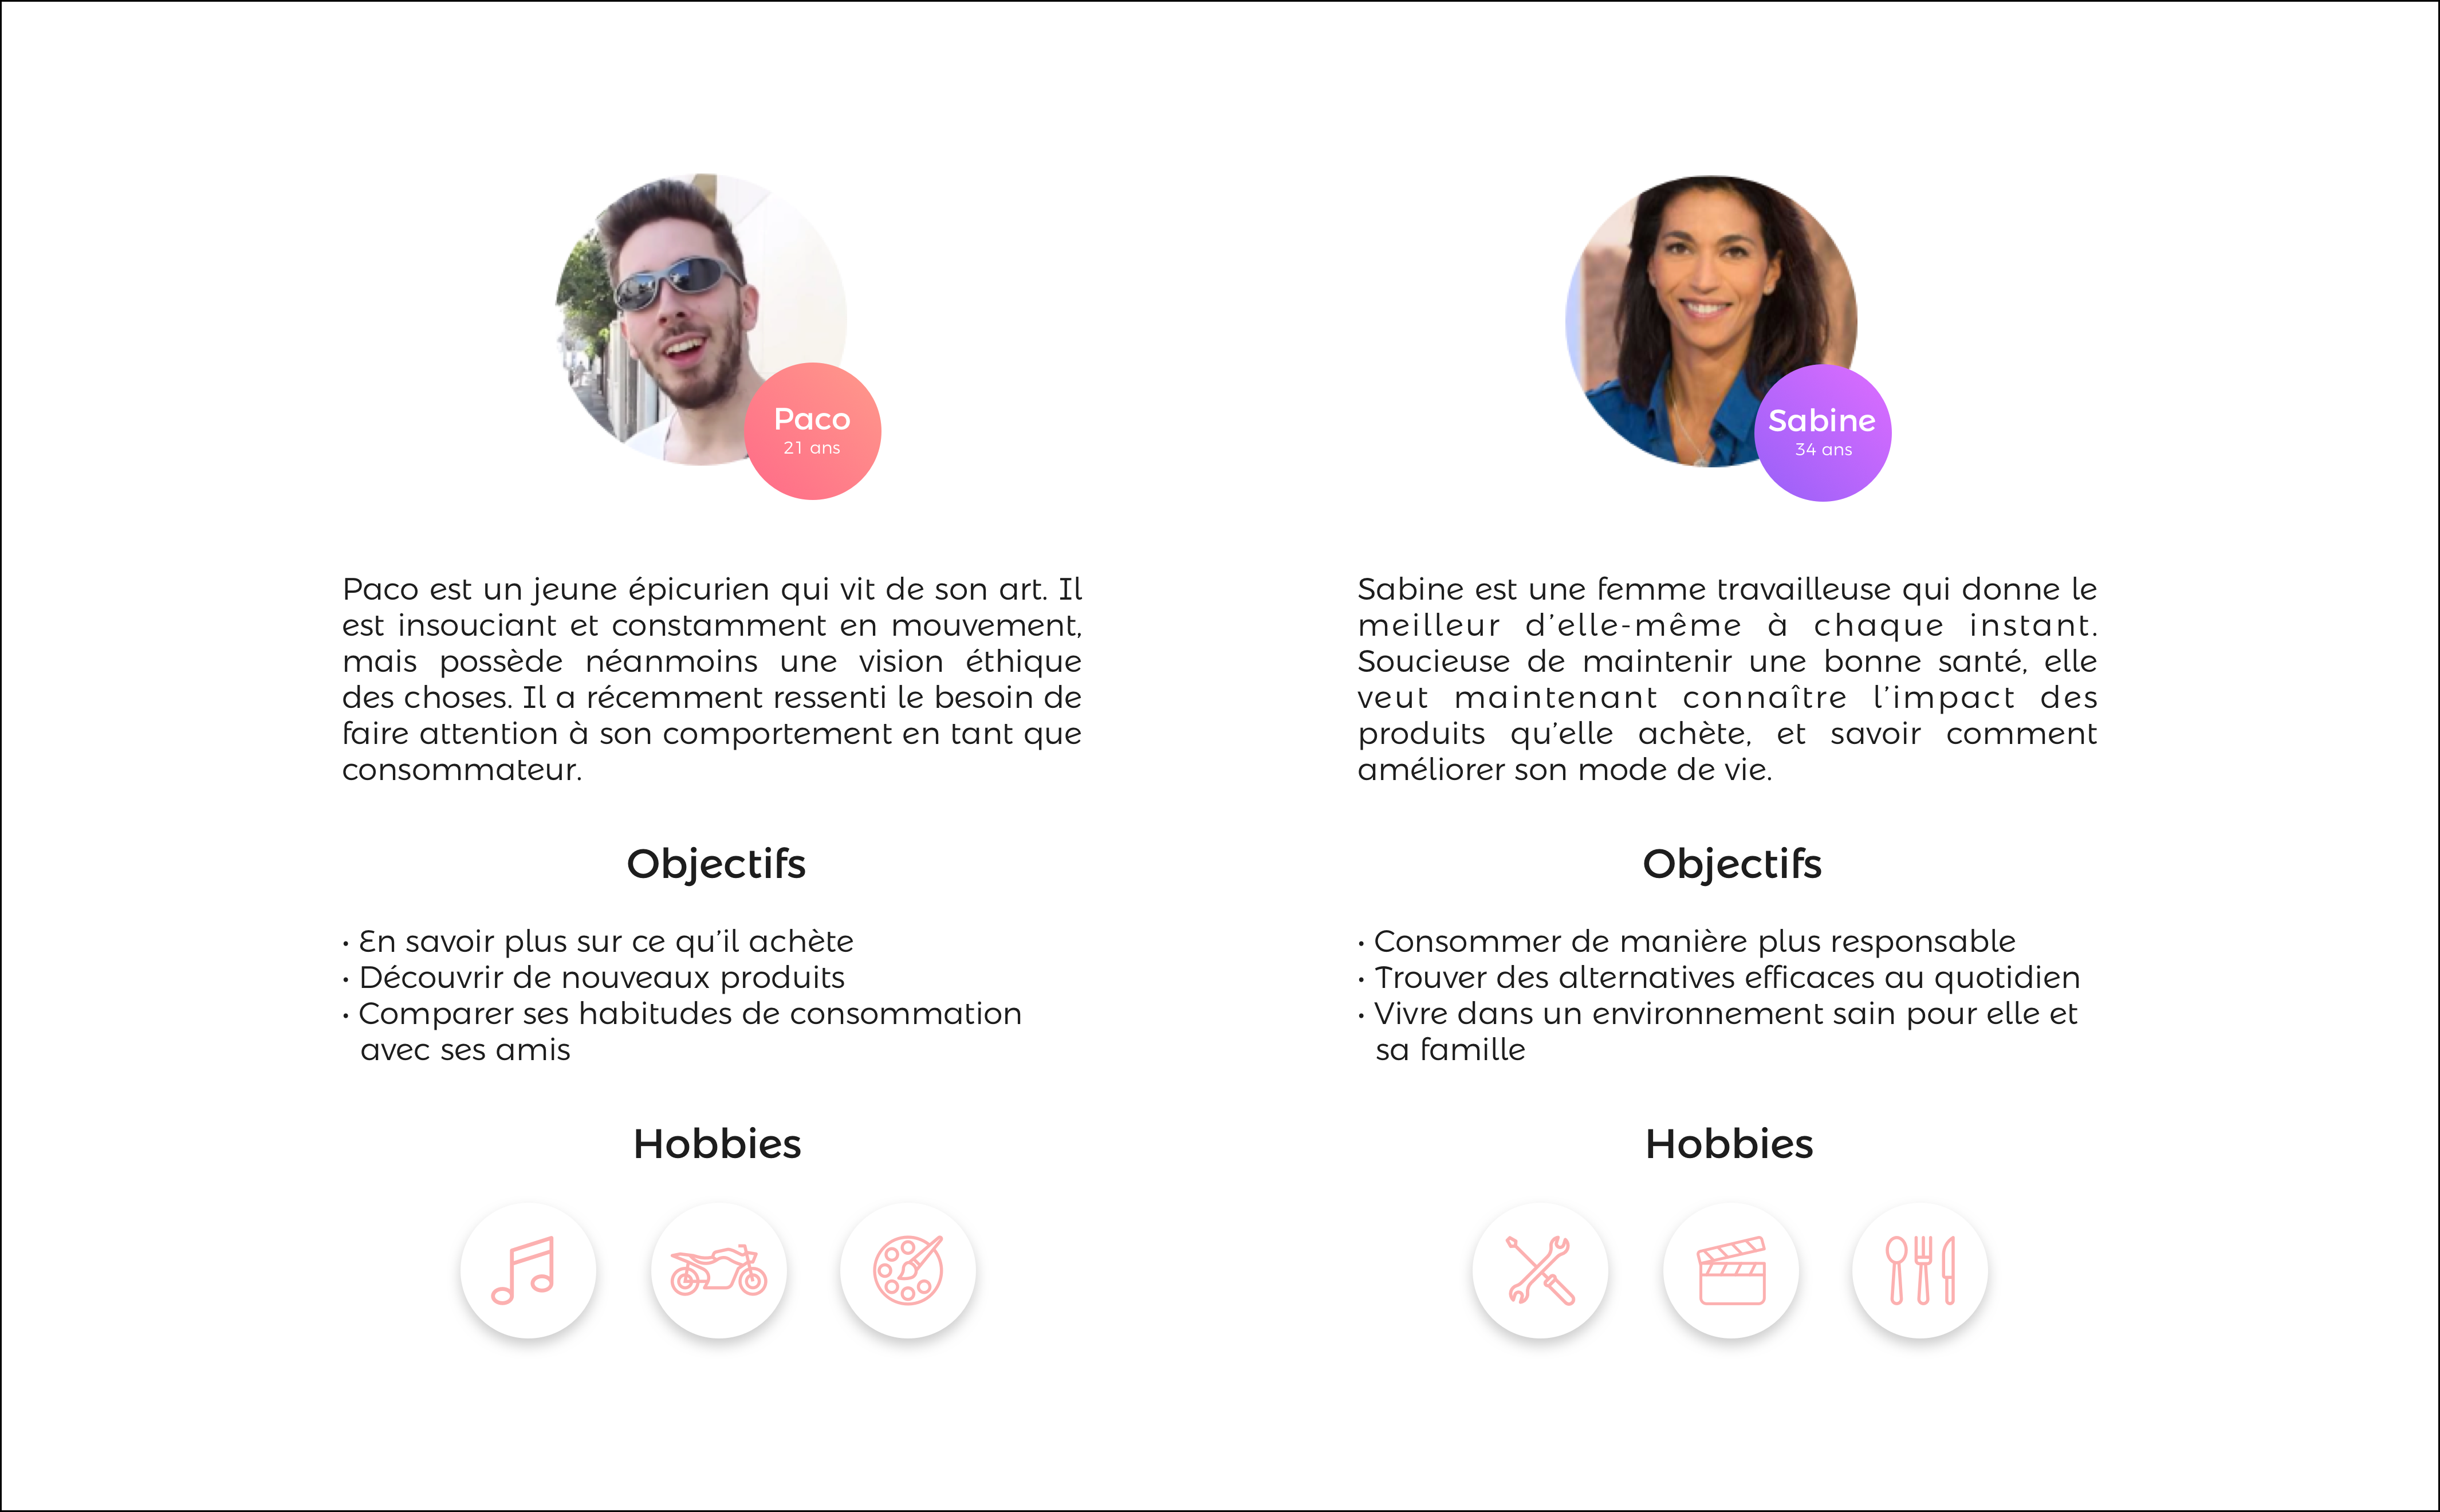 Paco
21 ans
Paco est un jeune épicurien qui vit de son art. Il
est insouciant et constamment en mouvement,
mais possède néanmoins une vision éthique
des choses. Il a récemment ressenti le besoin de
faire attention à son comportement en tant que
consommateur.
Objectifs
• En savoir plus sur ce qu’il achète
• Découvrir de nouveaux produits
• Comparer ses habitudes de consommation
avec ses amis
Hobbies
Sabine
34 ans
Sabine est une femme travailleuse qui donne le
meilleur d’elle-même à chaque instant.
Soucieuse de maintenir une bonne santé, elle
veut maintenant connaître l’impact des
produits qu’elle achète, et savoir comment
améliorer son mode de vie.
Objectifs
• Consommer de manière plus responsable
• Trouver des alternatives efficaces au quotidien
• Vivre dans un environnement sain pour elle et
sa famille
Hobbies